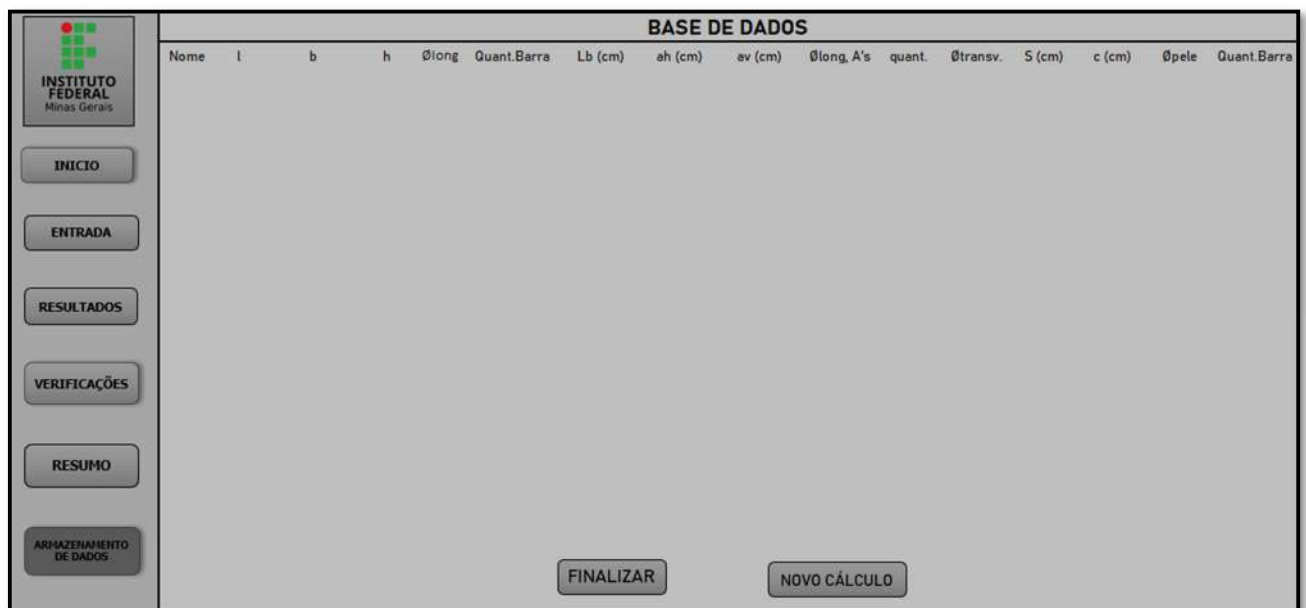 INSTITUTO
FEDERAL
Minas Gerais
INICIO
ENTRADA
RESULTADOS
VERIFICAÇÕES
RESUMO
ARMAZENAMENTO
DE DADOS
BASE DE DADOS
Nome l b h Ølong Quant.Barra Lb (cm) ah (cm) av (cm) Ølong, A's quant. Øtransv. S (cm) c (cm) Øpele Quant.Barra
FINALIZAR NOVO CÁLCULO